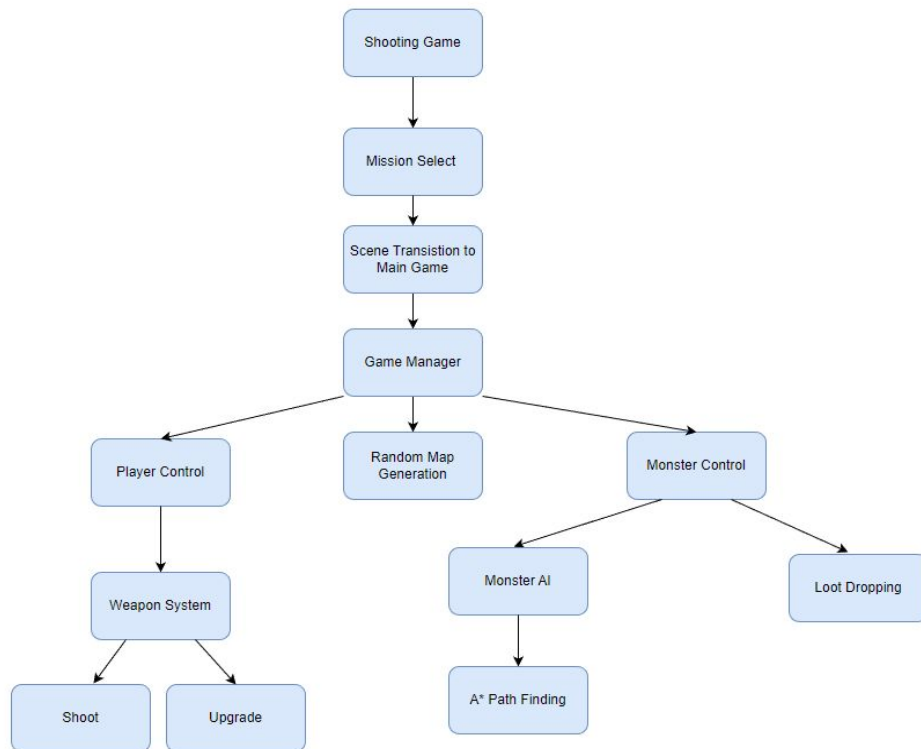 Shooting Game
Mission Select
Scene Transistion to
Main Game
Game Manager
Player Control
Random Map
Generation
Monster Control
Monster AI
Loot Dropping
Weapon System
A* Path Finding
Shoot
Upgrade